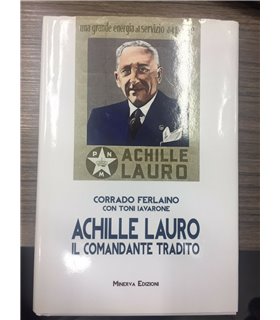 una grande energia al servizio
P N
M
ACHILLE
LAURO
CORRADO FERLAINO
CON TONI IAVARONE
ACHILLE LAURO
IL COMANDANTE TRADITO
MINERVA EDIZIONI